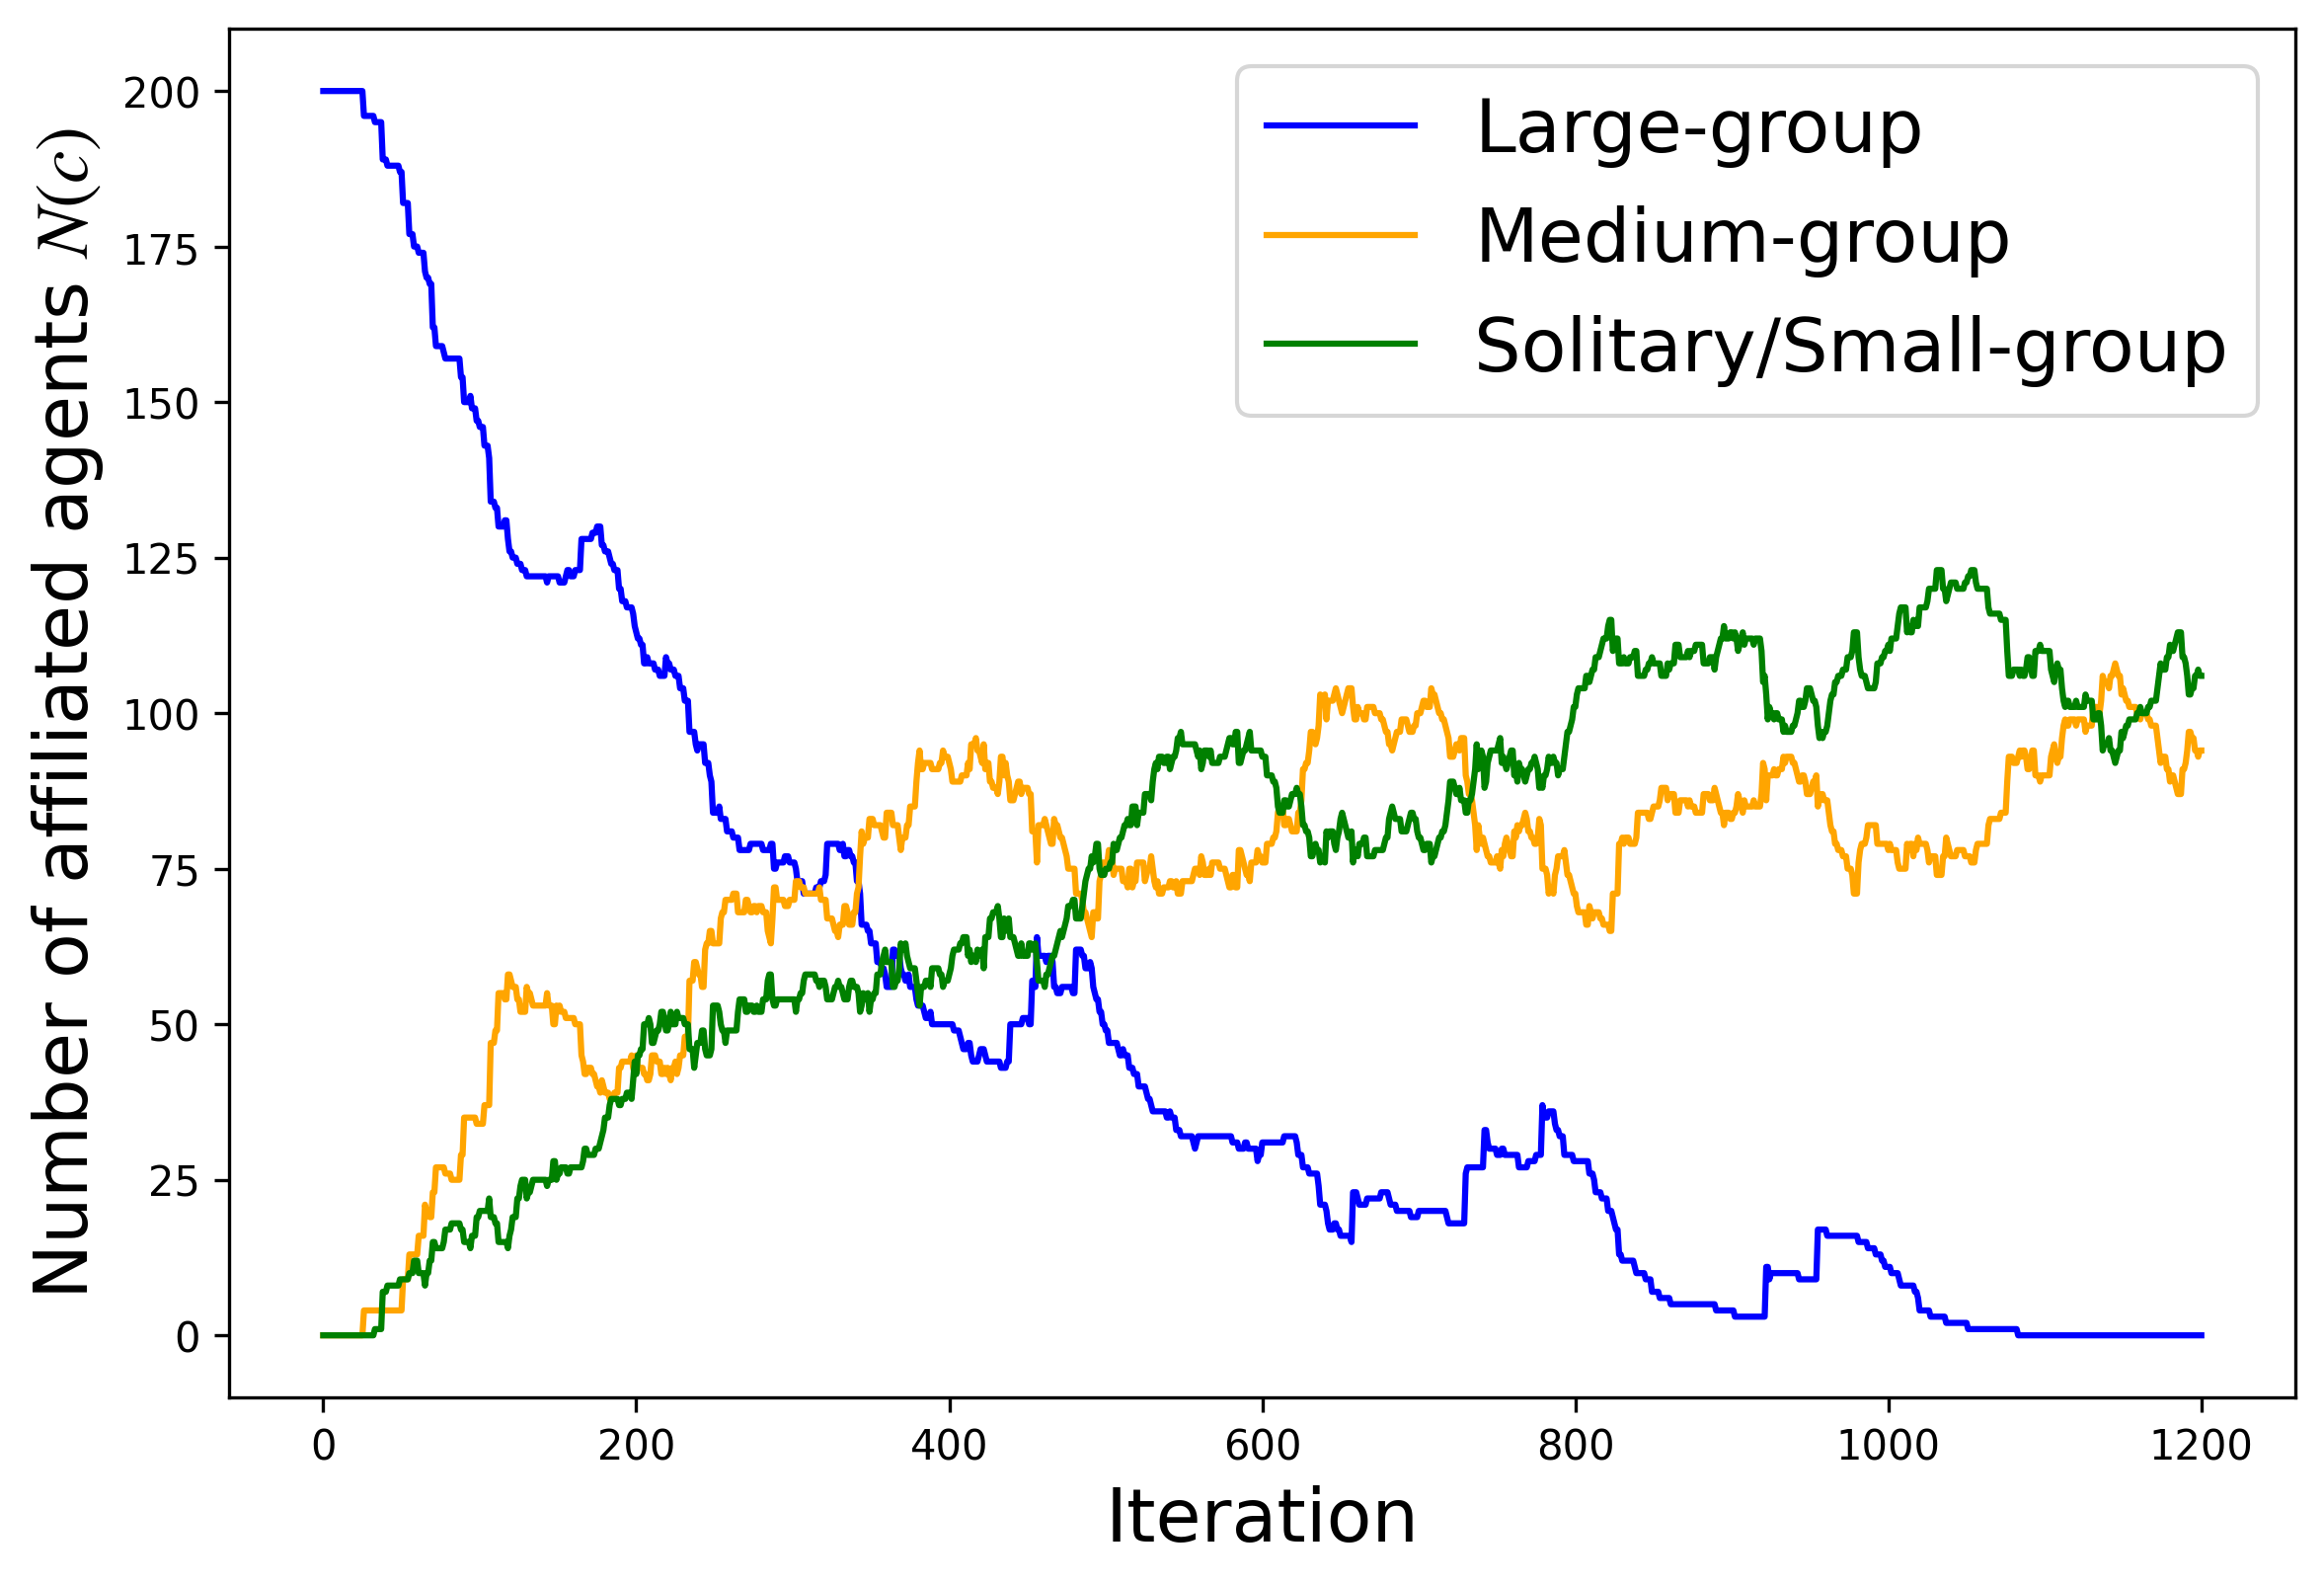 Number of affiliated agents N(c)
200
175
150
125
100
75
50
25
0
Large-group
Medium-group
Solitary/Small-group
0 200 400 600 800 1000 1200
Iteration